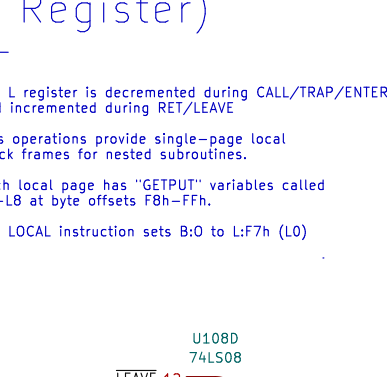 Register)
L register is decremented during CALL/TRAP/ENTER
incremented during RET/LEAVE
operations provide single-page local
frames for nested subroutines.
local page has "GETPUT" variables called
-L8 at byte offsets F8h-FFh.
LOCAL instruction sets B:O to L:F7h (L0)
U108D
74LS08
LEAVE 13